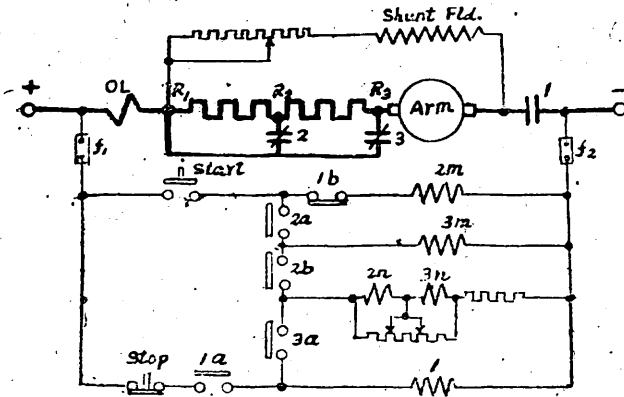 Shunt Fld.
+ OL R1 R2 R3 Arm 1 −
2 3
f1 f2
Start 1b 2m
2a
3m
2b 2n 3n
3a
Stop 1a 1